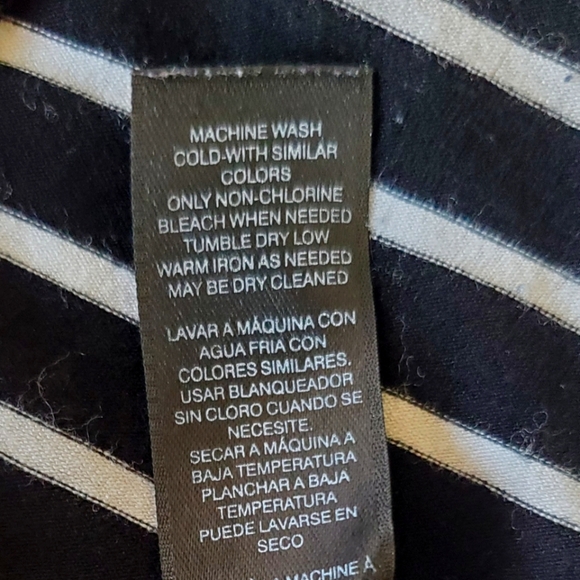 MACHINE WASH
COLD-WITH SIMILAR
COLORS
ONLY NON-CHLORINE
BLEACH WHEN NEEDED
TUMBLE DRY LOW
WARM IRON AS NEEDED
MAY BE DRY CLEANED
LAVAR A MÁQUINA CON
AGUA FRIA CON
COLORES SIMILARES.
USAR BLANQUEADOR
SIN CLORO CUANDO SE
NECESITE.
SECAR A MÁQUINA A
BAJA TEMPERATURA
PLANCHAR A BAJA
TEMPERATURA
PUEDE LAVARSE EN
SECO
MACHINE À